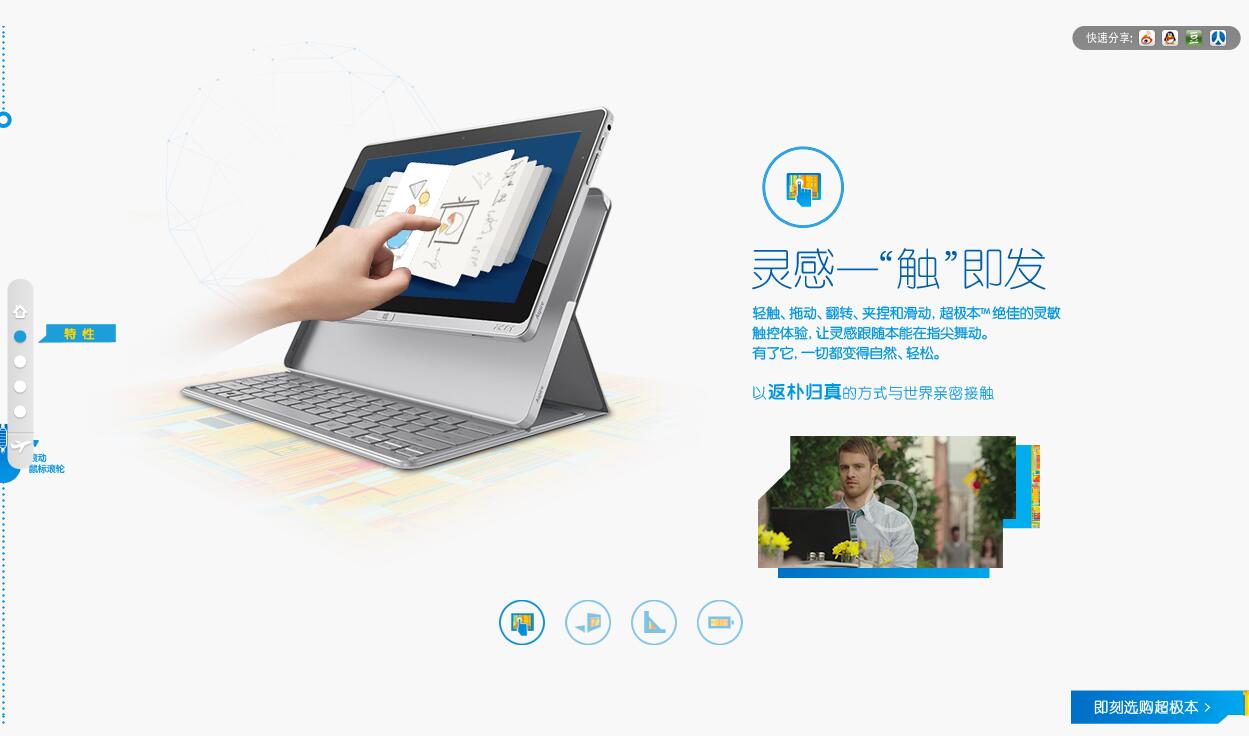 快速分享:
灵感一“触”即发
轻触、拖动、翻转、夹捏和滑动，超极本™绝佳的灵敏
触控体验，让灵感跟随本能在指尖舞动。
有了它，一切都变得自然、轻松。
以返朴归真的方式与世界亲密接触
特性
滚动
鼠标滚轮
acer
即刻选购超极本 >